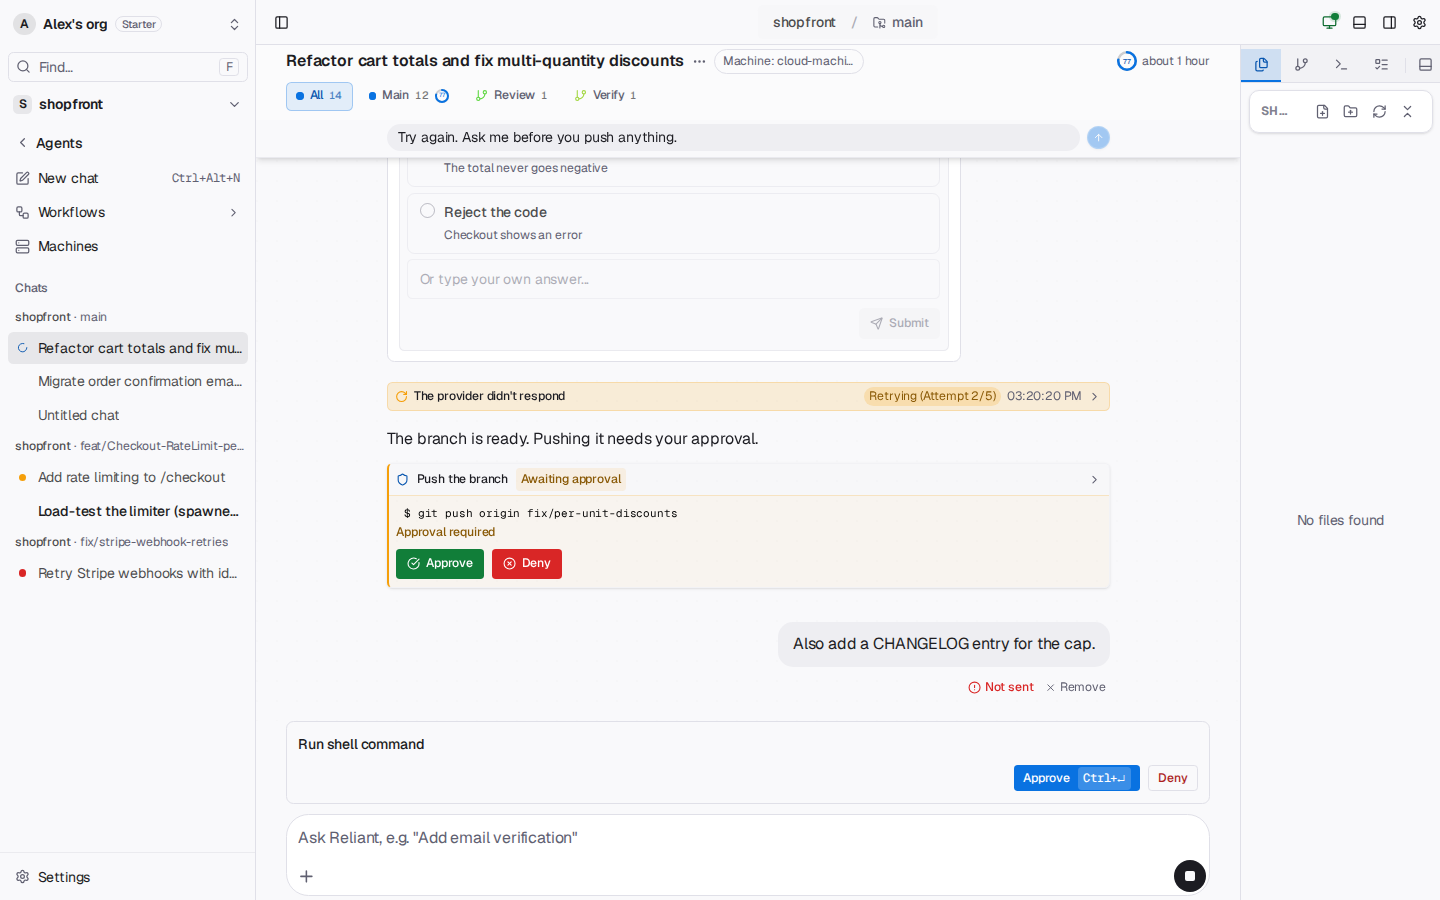 A Alex's org Starter
Find... F
S shopfront
Agents
New chat Ctrl+Alt+N
Workflows
Machines
Chats
shopfront · main
Refactor cart totals and fix mu...
Migrate order confirmation ema...
Untitled chat
shopfront · feat/Checkout-RateLimit-pe...
Add rate limiting to /checkout
Load-test the limiter (spawne...
shopfront · fix/stripe-webhook-retries
Retry Stripe webhooks with id...
Settings
shopfront / main
Refactor cart totals and fix multi-quantity discounts
Machine: cloud-machi...
77 about 1 hour
All 14
Main 12 77
Review 1
Verify 1
Try again. Ask me before you push anything.
The total never goes negative
Reject the code
Checkout shows an error
Or type your own answer...
Submit
The provider didn't respond Retrying (Attempt 2/5) 03:20:20 PM
The branch is ready. Pushing it needs your approval.
Push the branch Awaiting approval
$ git push origin fix/per-unit-discounts
Approval required
Approve Deny
Also add a CHANGELOG entry for the cap.
Not sent Remove
Run shell command
Approve Ctrl+↵ Deny
Ask Reliant, e.g. "Add email verification"
SH...
No files found